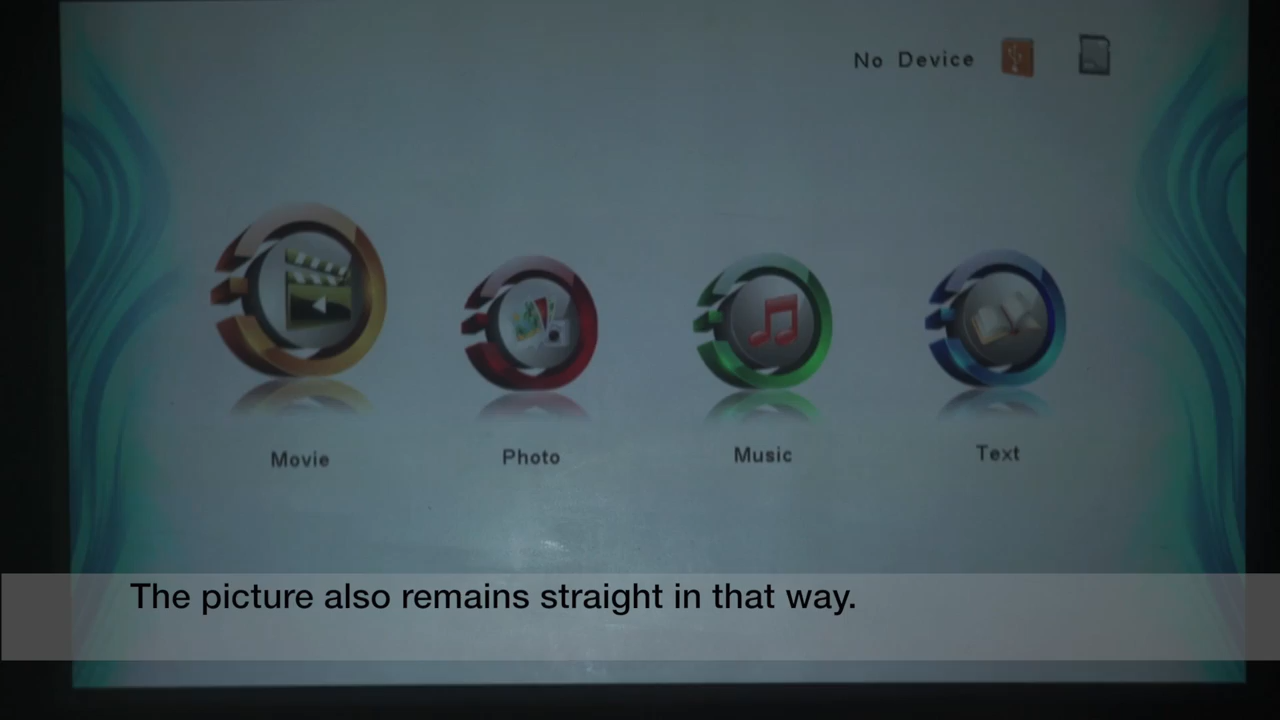 No Device
Movie
Photo
Music
Text
The picture also remains straight in that way.